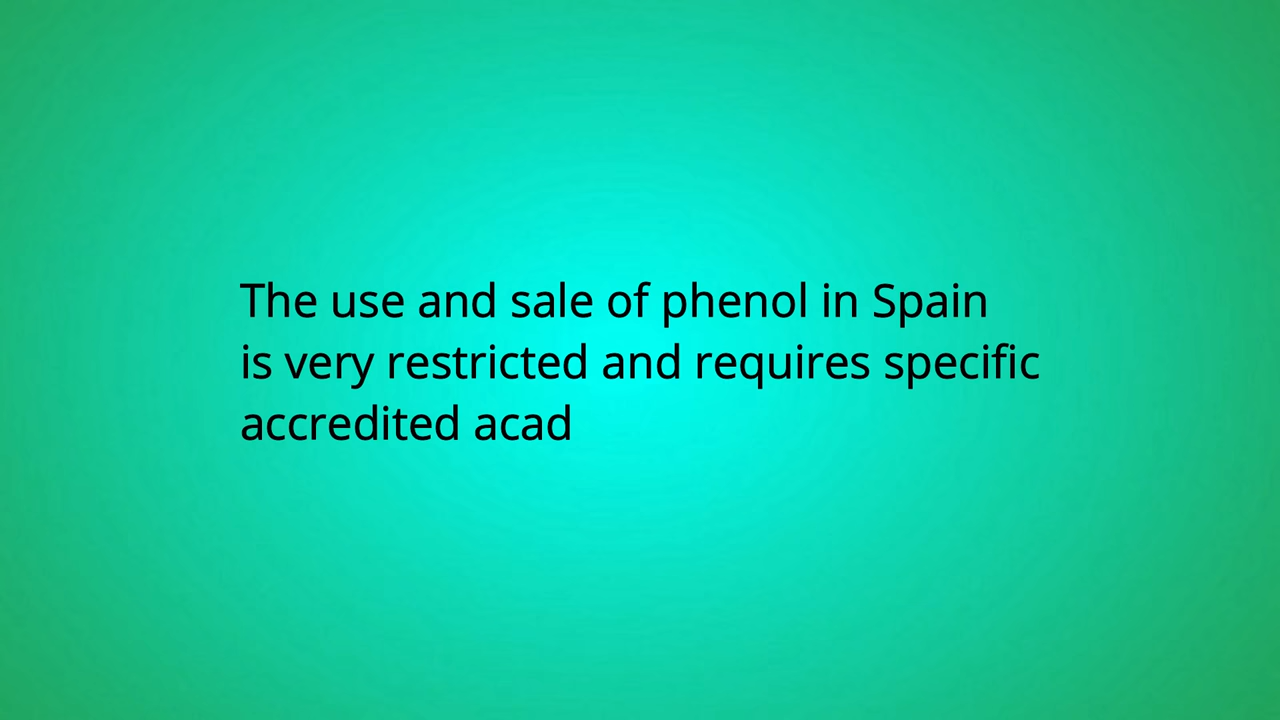 The use and sale of phenol in Spain
is very restricted and requires specific
accredited acad